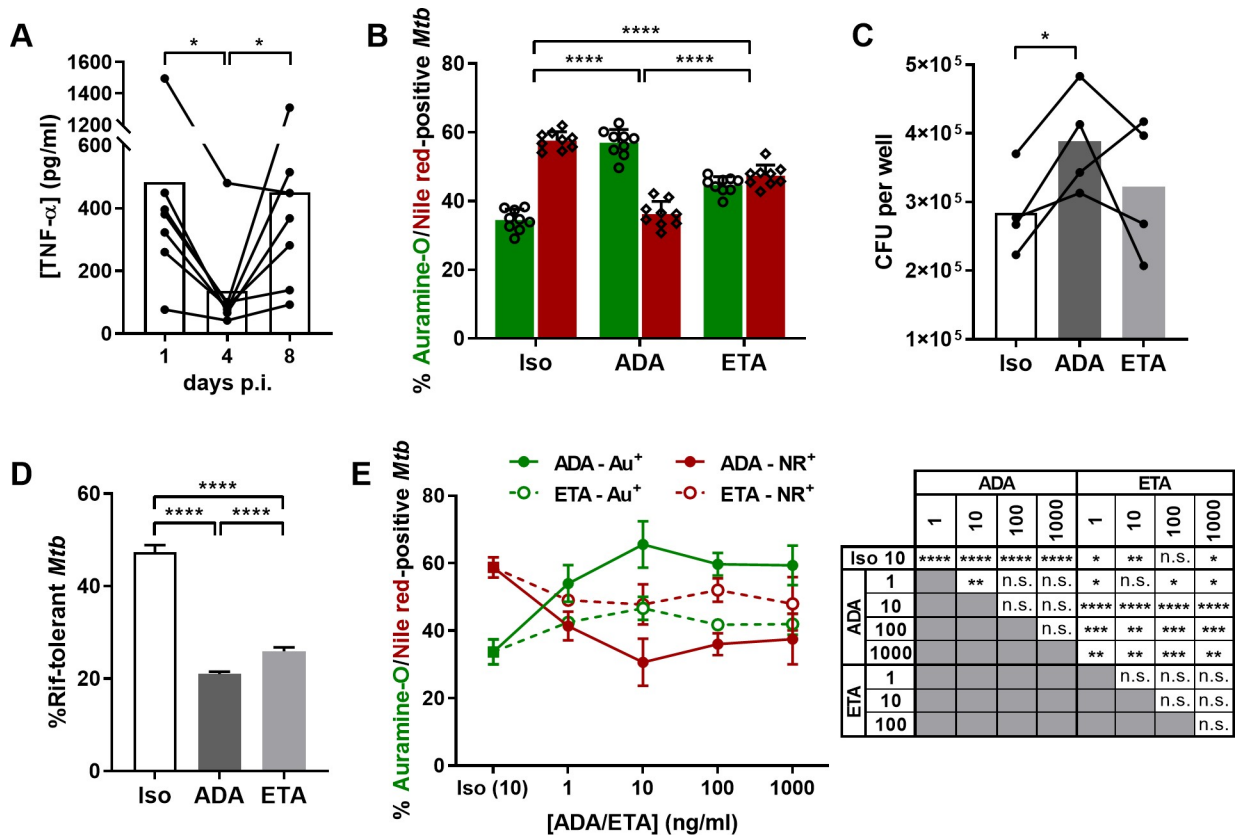 A
[TNF-α] (pg/ml)
* *
1600
1400
1200
600
400
200
0
1 4 8
days p.i.
B
% Auramine-O/Nile red-positive Mtb
****
**** ****
80
60
40
20
0
Iso ADA ETA
C
CFU per well
*
5×10⁵
4×10⁵
3×10⁵
2×10⁵
1×10⁵
Iso ADA ETA
D
%Rif-tolerant Mtb
****
**** ****
60
40
20
0
Iso ADA ETA
E
% Auramine-O/Nile red-positive Mtb
ADA - Au⁺ ADA - NR⁺
ETA - Au⁺ ETA - NR⁺
80
60
40
20
0
Iso (10) 1 10 100 1000
[ADA/ETA] (ng/ml)
ADA ETA
1 10 100 1000 1 10 100 1000
Iso 10 **** **** **** **** * ** n.s. *
ADA
1 ** n.s. n.s. * n.s. * *
10 n.s. n.s. **** **** **** ****
100 n.s. *** ** *** ***
1000 ** ** *** **
ETA
1 n.s. n.s. n.s.
10 n.s. n.s.
100 n.s.